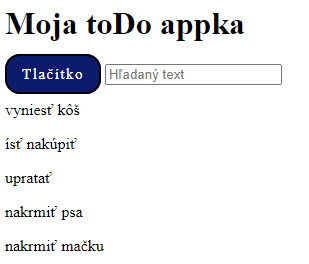 Moja toDo appka
Tlačítko Hľadaný text
vyniesť kôš
ísť nakúpiť
upratať
nakrmiť psa
nakrmiť mačku